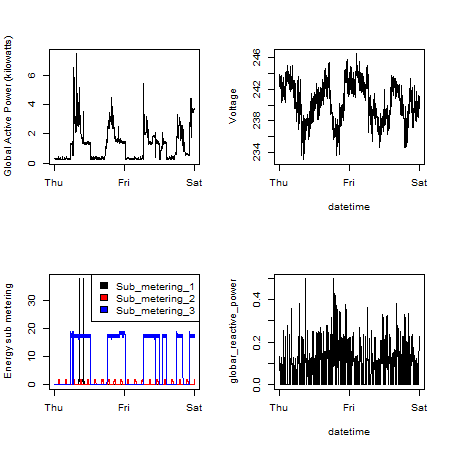 Global Active Power (kilowatts)
6
4
2
0
Thu Fri Sat
Voltage
246
242
238
234
Thu Fri Sat
datetime
Energy sub metering
30
20
10
0
Sub_metering_1
Sub_metering_2
Sub_metering_3
Thu Fri Sat
globar_reactive_power
0.4
0.2
0.0
Thu Fri Sat
datetime